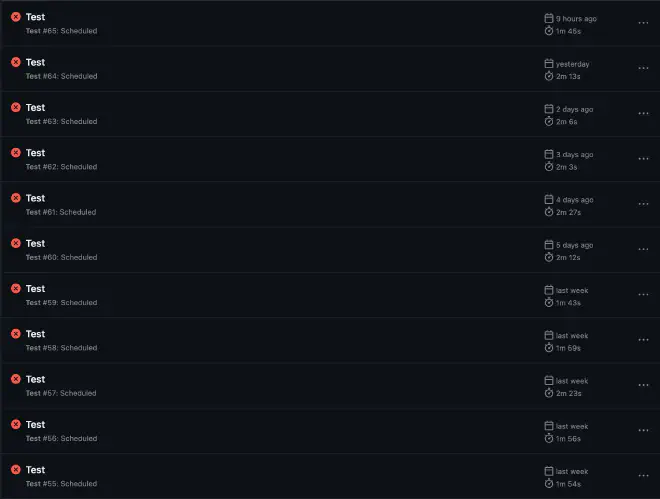 Test
Test #65: Scheduled
9 hours ago
1m 46s
Test
Test #64: Scheduled
yesterday
2m 13s
Test
Test #63: Scheduled
2 days ago
2m 6s
Test
Test #62: Scheduled
3 days ago
2m 3s
Test
Test #61: Scheduled
4 days ago
2m 27s
Test
Test #60: Scheduled
5 days ago
2m 12s
Test
Test #59: Scheduled
last week
1m 43s
Test
Test #58: Scheduled
last week
1m 59s
Test
Test #57: Scheduled
last week
2m 23s
Test
Test #56: Scheduled
last week
1m 56s
Test
Test #55: Scheduled
last week
1m 54s